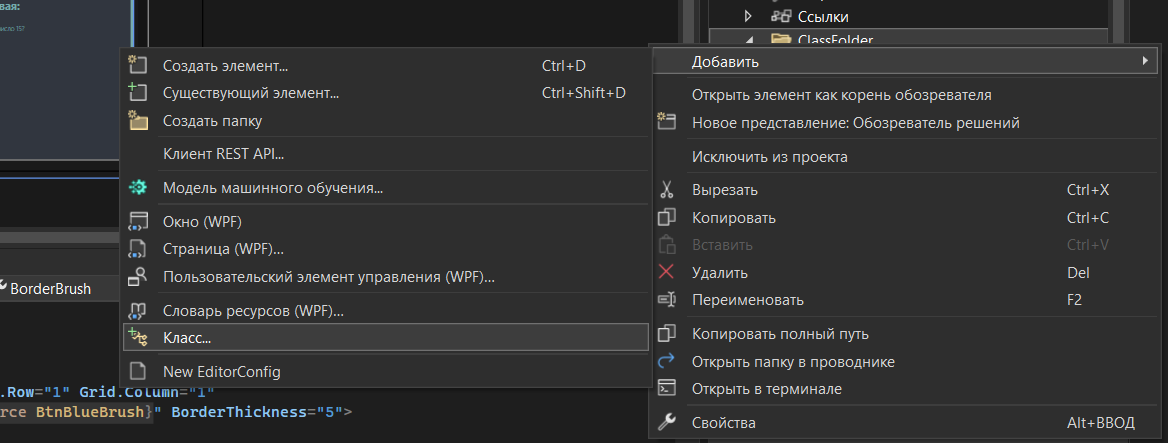 вая:
число 15?
Ссылки
ClassFolder
Создать элемент... Ctrl+D
Существующий элемент... Ctrl+Shift+D
Создать папку
Клиент REST API...
Модель машинного обучения...
Окно (WPF)
Страница (WPF)...
Пользовательский элемент управления (WPF)...
Словарь ресурсов (WPF)...
Класс...
New EditorConfig
Добавить
Открыть элемент как корень обозревателя
Новое представление: Обозреватель решений
Исключить из проекта
Вырезать Ctrl+X
Копировать Ctrl+C
Вставить Ctrl+V
Удалить Del
Переименовать F2
Копировать полный путь
Открыть папку в проводнике
Открыть в терминале
Свойства Alt+ВВОД
BorderBrush
.Row="1" Grid.Column="1"
rce BtnBlueBrush}" BorderThickness="5">